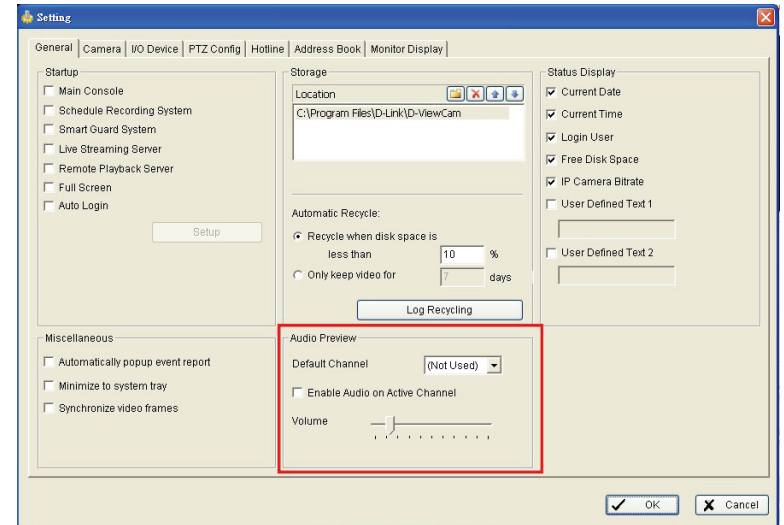 Setting
General Camera I/O Device PTZ Config Hotline Address Book Monitor Display
Startup
Main Console
Schedule Recording System
Smart Guard System
Live Streaming Server
Remote Playback Server
Full Screen
Auto Login
Setup
Storage
Location
C:\Program Files\D-Link\D-ViewCam
Automatic Recycle:
Recycle when disk space is
less than 10 %
Only keep video for 7 days
Log Recycling
Status Display
Current Date
Current Time
Login User
Free Disk Space
IP Camera Bitrate
User Defined Text 1
User Defined Text 2
Miscellaneous
Automatically popup event report
Minimize to system tray
Synchronize video frames
Audio Preview
Default Channel (Not Used)
Enable Audio on Active Channel
Volume
OK Cancel